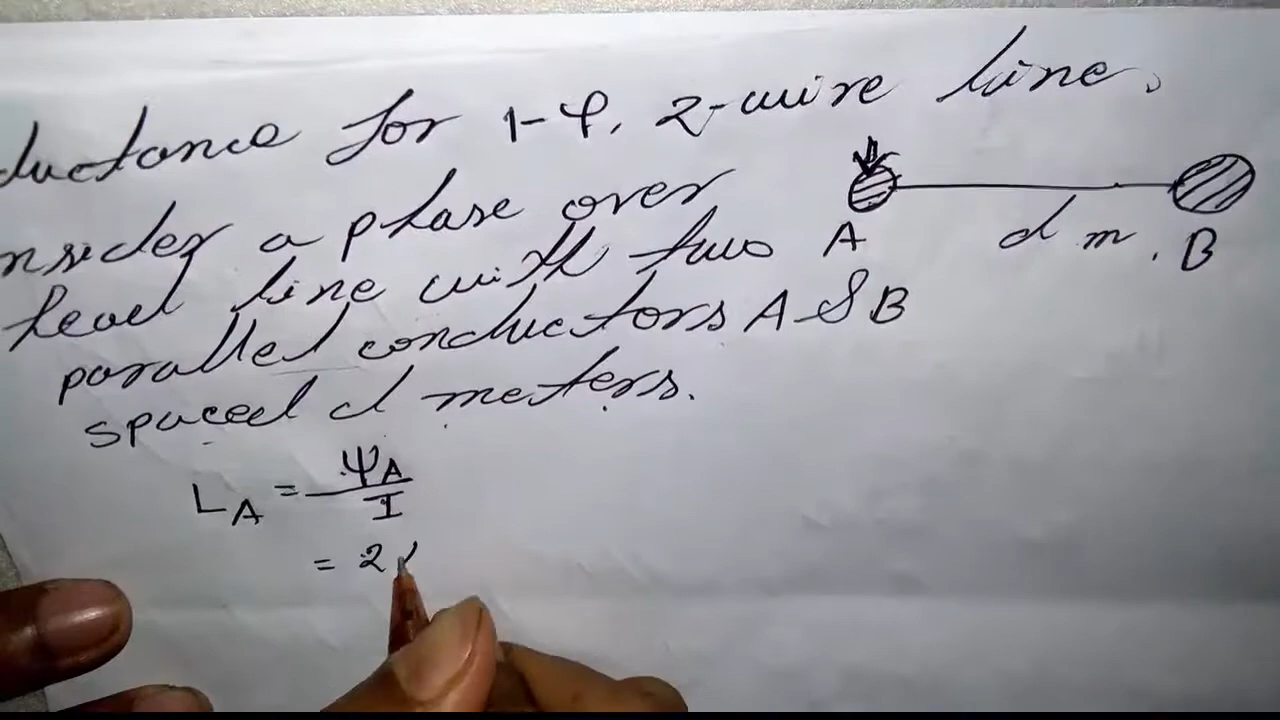 ductance for 1-φ, 2-wire line.
nsider a phase over
head line with two
parallel conductors A & B
spaced d meters.
A d m. B
L_A = Ψ_A / I
= 2